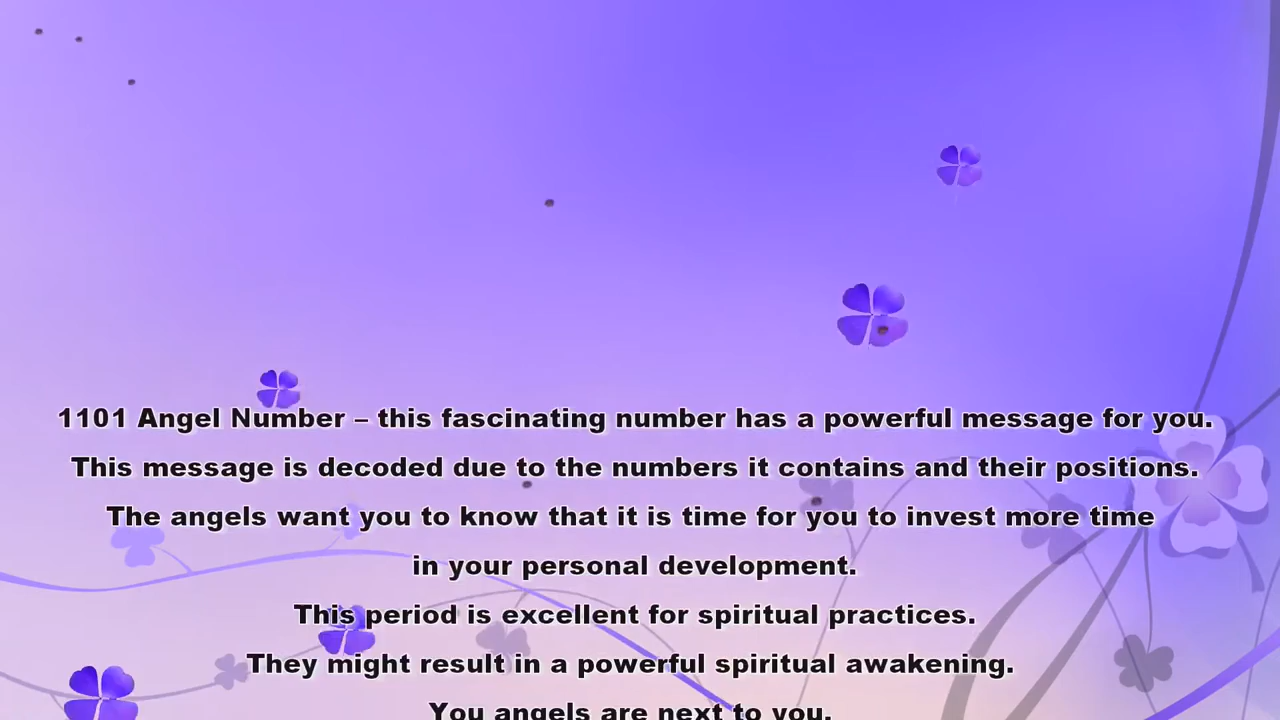 1101 Angel Number – this fascinating number has a powerful message for you.
This message is decoded due to the numbers it contains and their positions.
The angels want you to know that it is time for you to invest more time
in your personal development.
This period is excellent for spiritual practices.
They might result in a powerful spiritual awakening.
You angels are next to you.